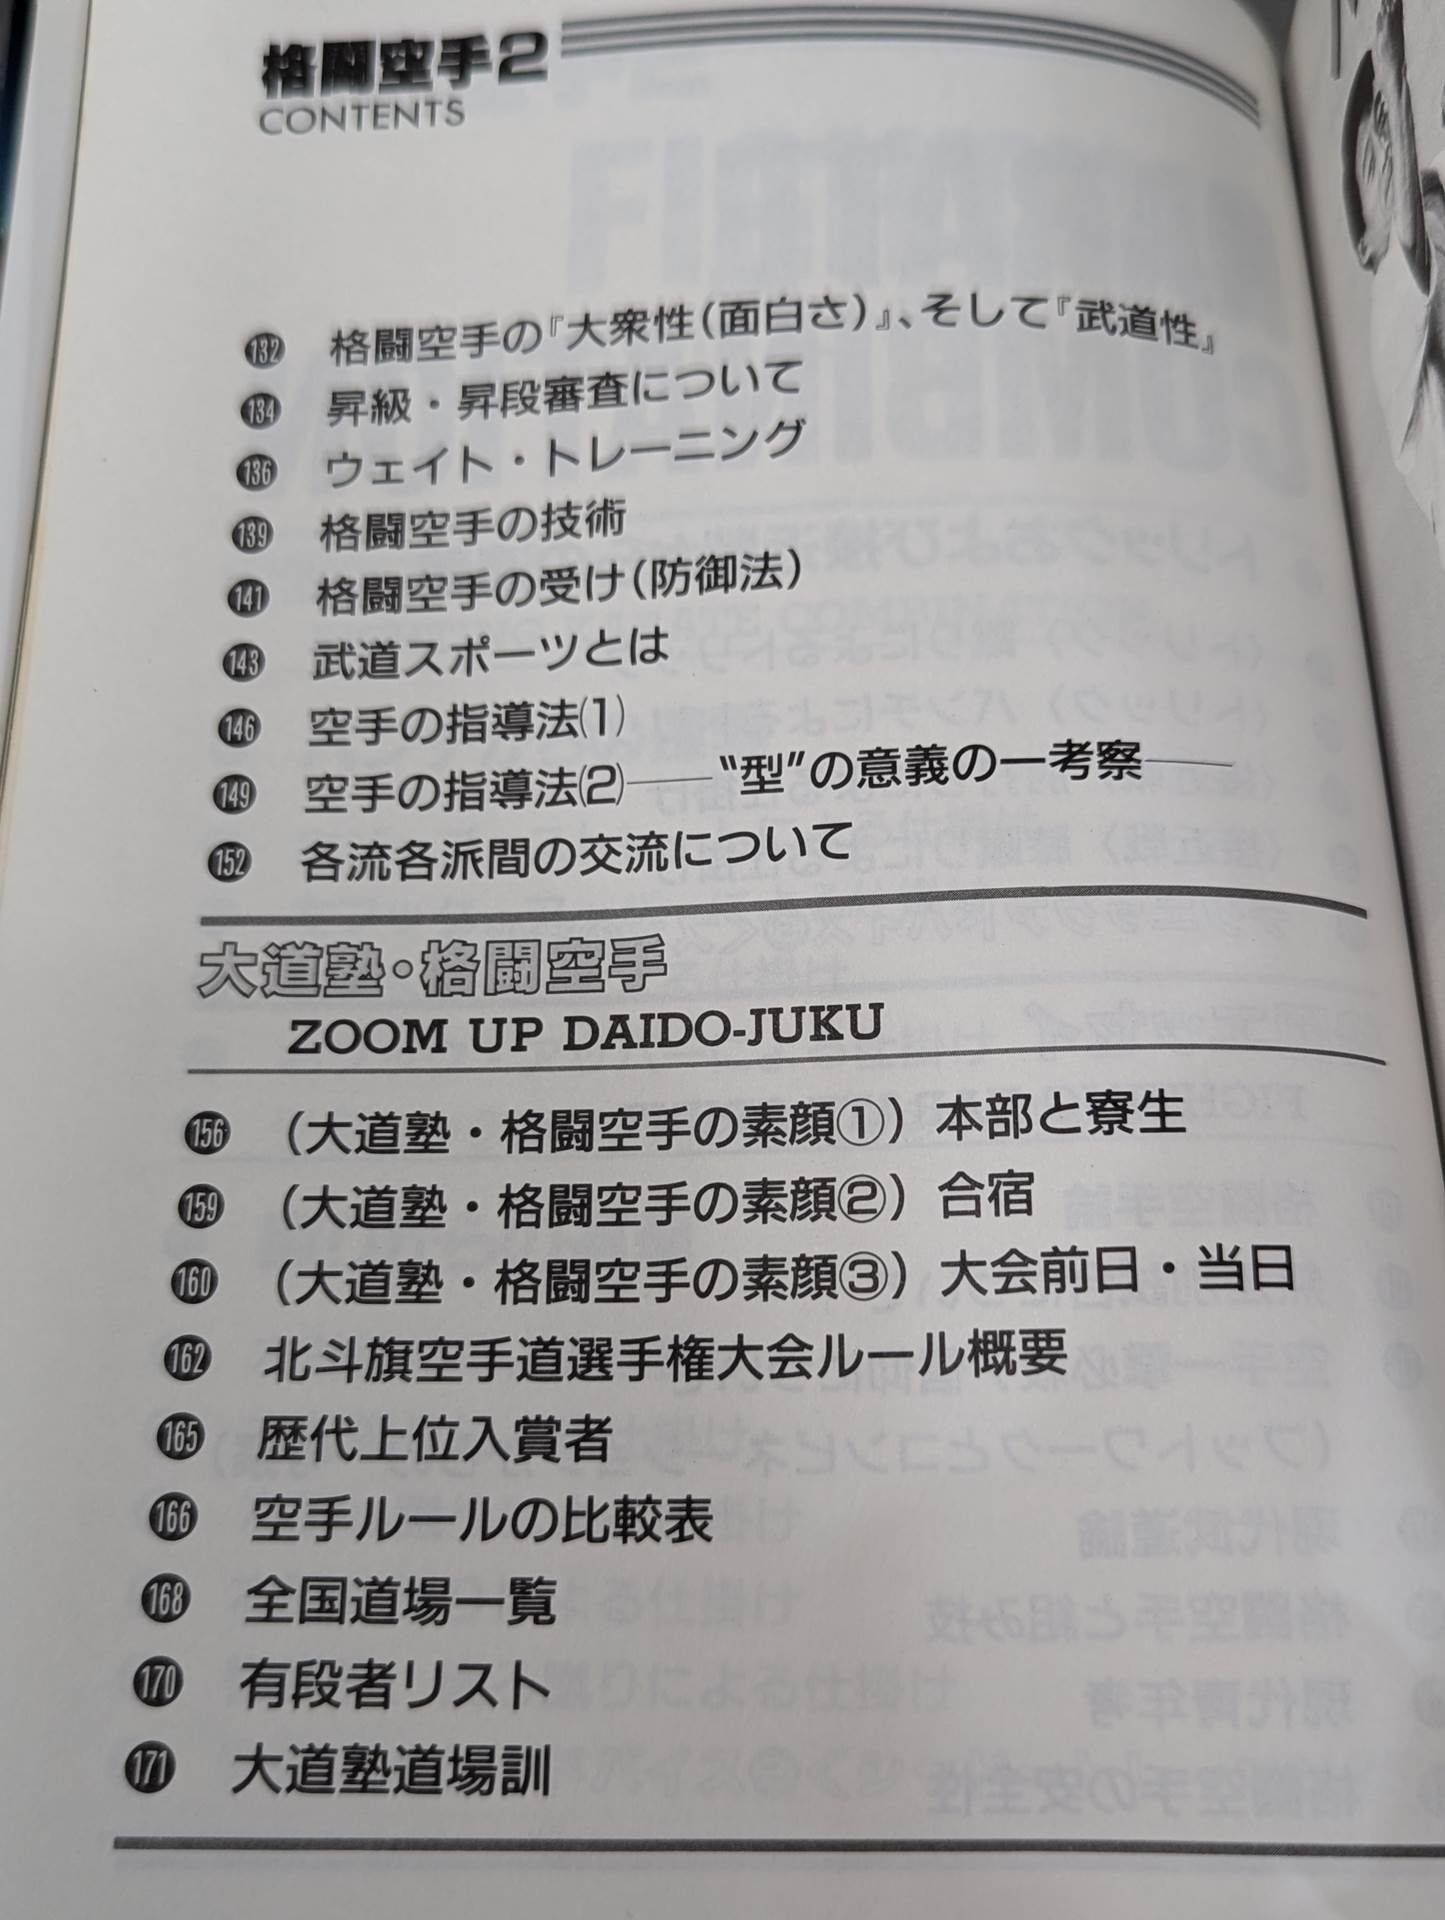 格闘空手2
CONTENTS
132 格闘空手の『大衆性(面白さ)』、そして『武道性』
134 昇級・昇段審査について
136 ウェイト・トレーニング
139 格闘空手の技術
141 格闘空手の受け(防御法)
143 武道スポーツとは
146 空手の指導法(1)
149 空手の指導法(2)——“型”の意義の一考察——
152 各流各派間の交流について
大道塾・格闘空手
ZOOM UP DAIDO-JUKU
156 (大道塾・格闘空手の素顔①)本部と寮生
159 (大道塾・格闘空手の素顔②)合宿
160 (大道塾・格闘空手の素顔③)大会前日・当日
162 北斗旗空手道選手権大会ルール概要
165 歴代上位入賞者
166 空手ルールの比較表
168 全国道場一覧
170 有段者リスト
171 大道塾道場訓